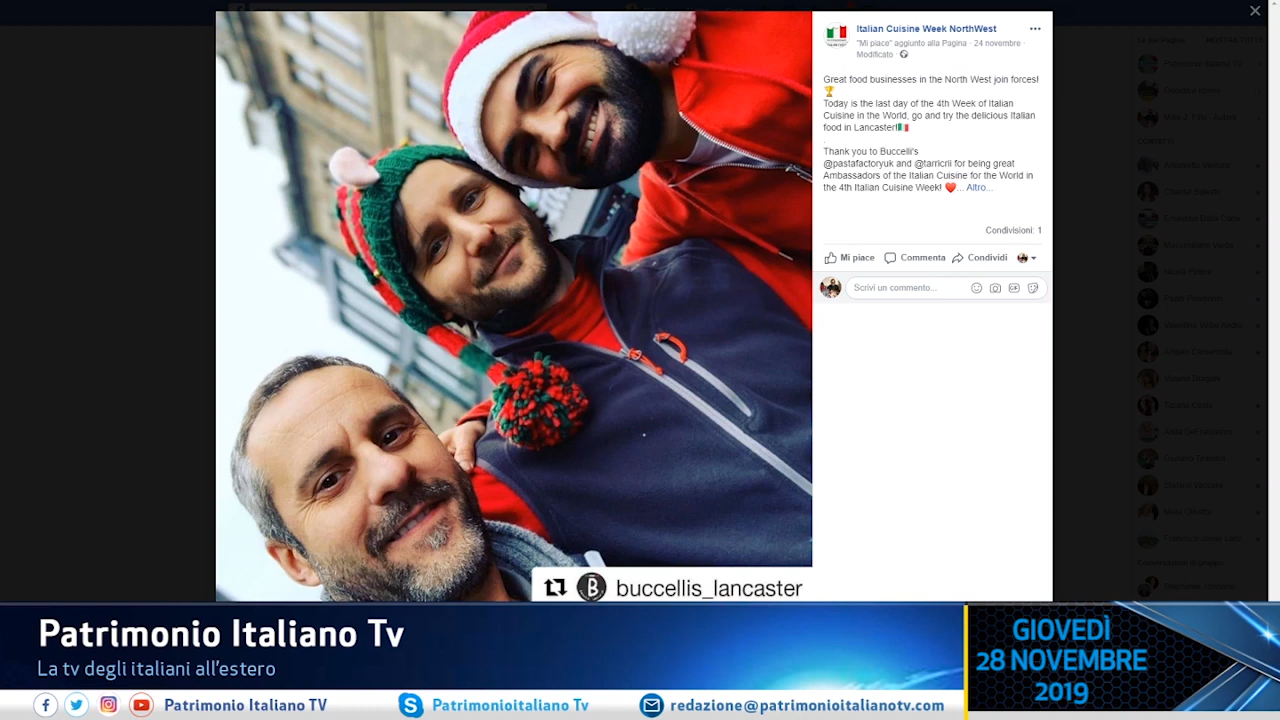 Italian Cuisine Week NorthWest
"Mi piace" aggiunto alla Pagina · 24 novembre ·
Modificato ·
Great food businesses in the North West join forces!
🏆
Today is the last day of the 4th Week of Italian
Cuisine in the World, go and try the delicious Italian
food in Lancaster!🇮🇹
.
Thank you to Buccelli's
@pastafactoryuk and @tarricrii for being great
Ambassadors of the Italian Cuisine for the World in
the 4th Italian Cuisine Week! ❤️... Altro...
Condivisioni: 1
Mi piace Commenta Condividi
Scrivi un commento...
GIF
B buccellis_lancaster
Patrimonio Italiano Tv
La tv degli italiani all'estero
GIOVEDÌ
28 NOVEMBRE
2019
Patrimonio Italiano TV
Patrimonioitaliano Tv
redazione@patrimonioitalianotv.com